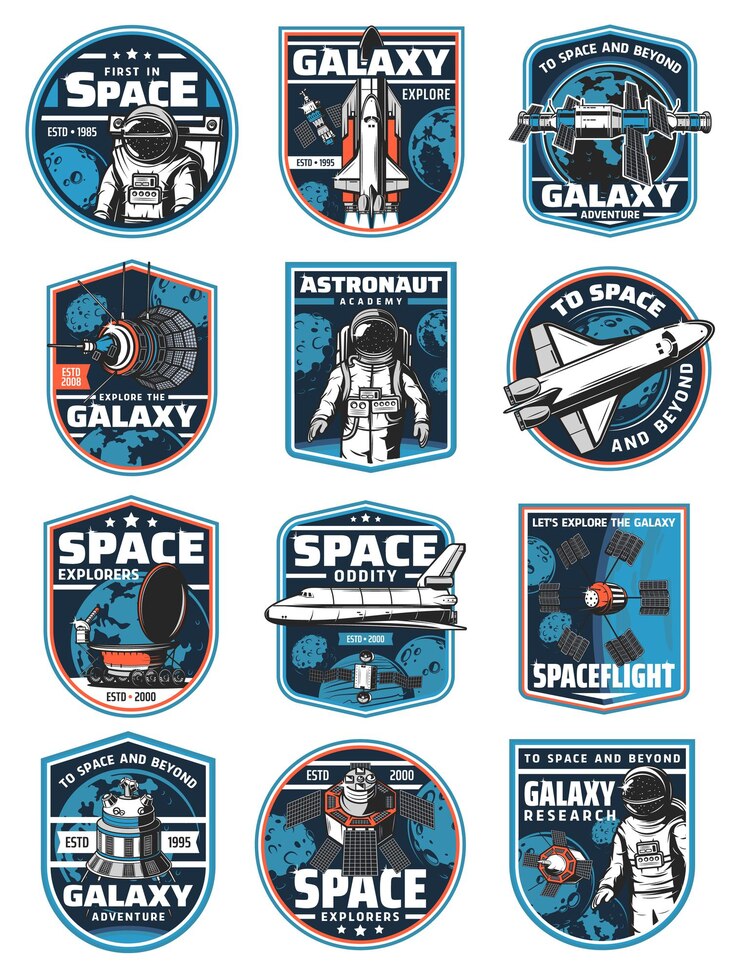 FIRST IN
SPACE
ESTD • 1985
GALAXY
EXPLORE
ESTD • 1995
TO SPACE AND BEYOND
GALAXY
ADVENTURE
ESTD
2008
EXPLORE THE
GALAXY
ASTRONAUT
ACADEMY
TO SPACE
AND BEYOND
SPACE
EXPLORERS
ESTD • 2000
SPACE
ODDITY
ESTD • 2000
LET'S EXPLORE THE GALAXY
SPACEFLIGHT
TO SPACE AND BEYOND
ESTD 1995
GALAXY
ADVENTURE
ESTD 2000
SPACE
EXPLORERS
TO SPACE AND BEYOND
GALAXY
RESEARCH